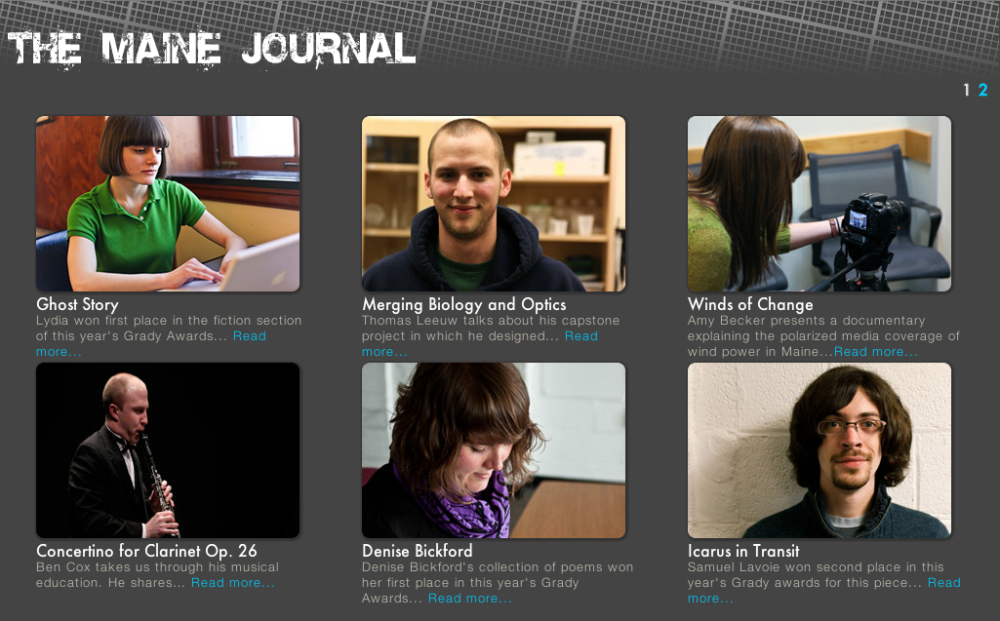 THE MAINE JOURNAL
1 2
Ghost Story
Lydia won first place in the fiction section
of this year's Grady Awards... Read
more...
Merging Biology and Optics
Thomas Leeuw talks about his capstone
project in which he designed... Read
more...
Winds of Change
Amy Becker presents a documentary
explaining the polarized media coverage of
wind power in Maine...Read more...
Concertino for Clarinet Op. 26
Ben Cox takes us through his musical
education. He shares... Read more...
Denise Bickford
Denise Bickford's collection of poems won
her first place in this year's Grady
Awards... Read more...
Icarus in Transit
Samuel Lavoie won second place in this
year's Grady awards for this piece... Read
more...